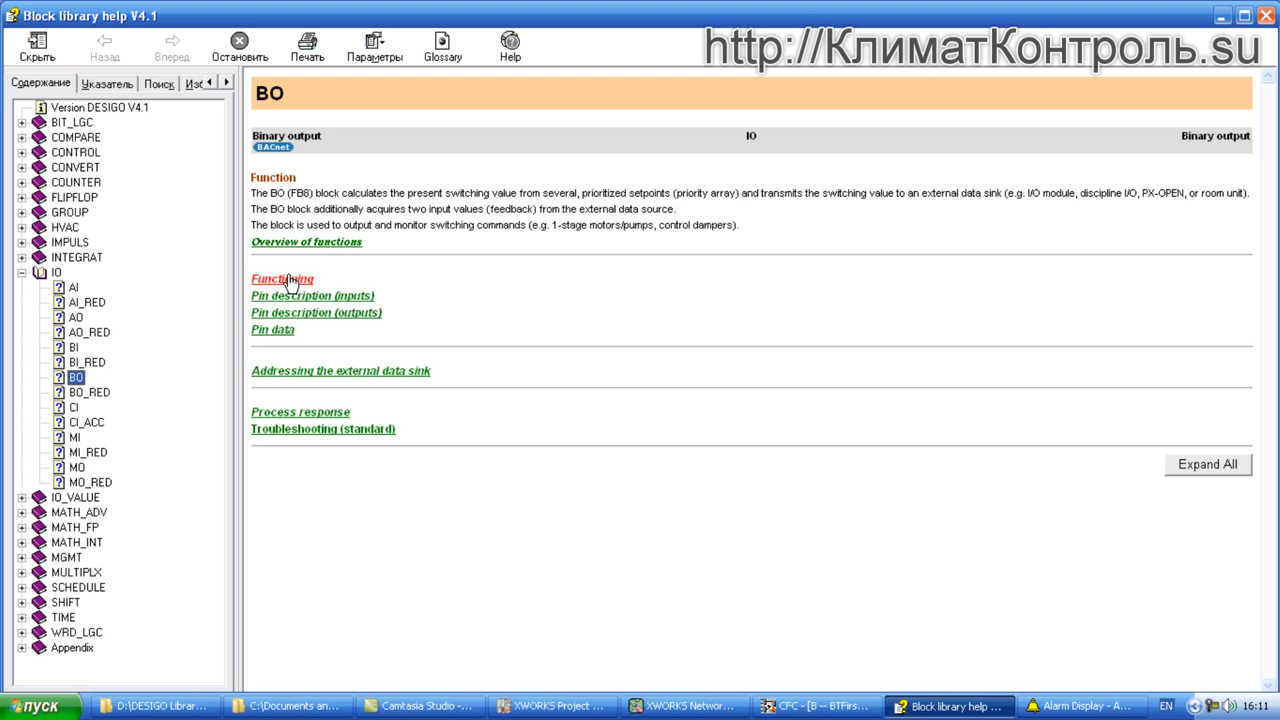 Block library help V4.1
http://КлиматКонтроль.su
Скрыть
Назад
Вперед
Остановить
Печать
Параметры
Glossary
Help
Содержание
Указатель
Поиск
Изб
Version DESIGO V4.1
BIT_LGC
COMPARE
CONTROL
CONVERT
COUNTER
FLIPFLOP
GROUP
HVAC
IMPULS
INTEGRAT
IO
AI
AI_RED
AO
AO_RED
BI
BI_RED
BO
BO_RED
CI
CI_ACC
MI
MI_RED
MO
MO_RED
IO_VALUE
MATH_ADV
MATH_FP
MATH_INT
MGMT
MULTIPLX
SCHEDULE
SHIFT
TIME
WRD_LGC
Appendix
BO
Binary output IO Binary output
BACnet
Function
The BO (FB8) block calculates the present switching value from several, prioritized setpoints (priority array) and transmits the switching value to an external data sink (e.g. I/O module, discipline I/O, PX-OPEN, or room unit).
The BO block additionally acquires two input values (feedback) from the external data source.
The block is used to output and monitor switching commands (e.g. 1-stage motors/pumps, control dampers).
Overview of functions
Functioning
Pin description (inputs)
Pin description (outputs)
Pin data
Addressing the external data sink
Process response
Troubleshooting (standard)
Expand All
пуск
D:\DESIGO Librar...
C:\Documents an...
Camtasia Studio -...
XWORKS Project ...
XWORKS Networ...
CFC - [B -- BTFirs...
Block library help ...
Alarm Display - A...
EN
16:11